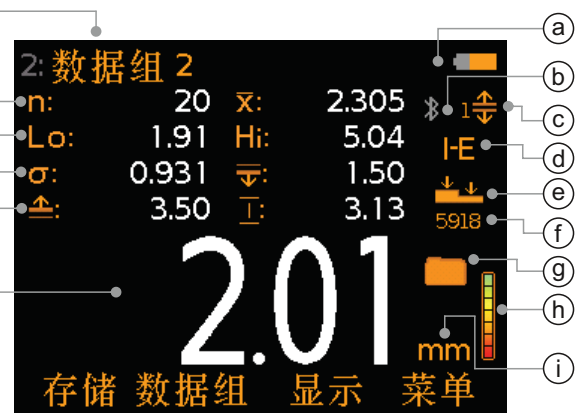 2: 数据组 2
n: 20 x̅: 2.305
Lo: 1.91 Hi: 5.04
σ: 0.931 1.50
3.50 3.13
1
I-E
5918
2.01
mm
存储 数据组 显示 菜单
a
b
c
d
e
f
g
h
i